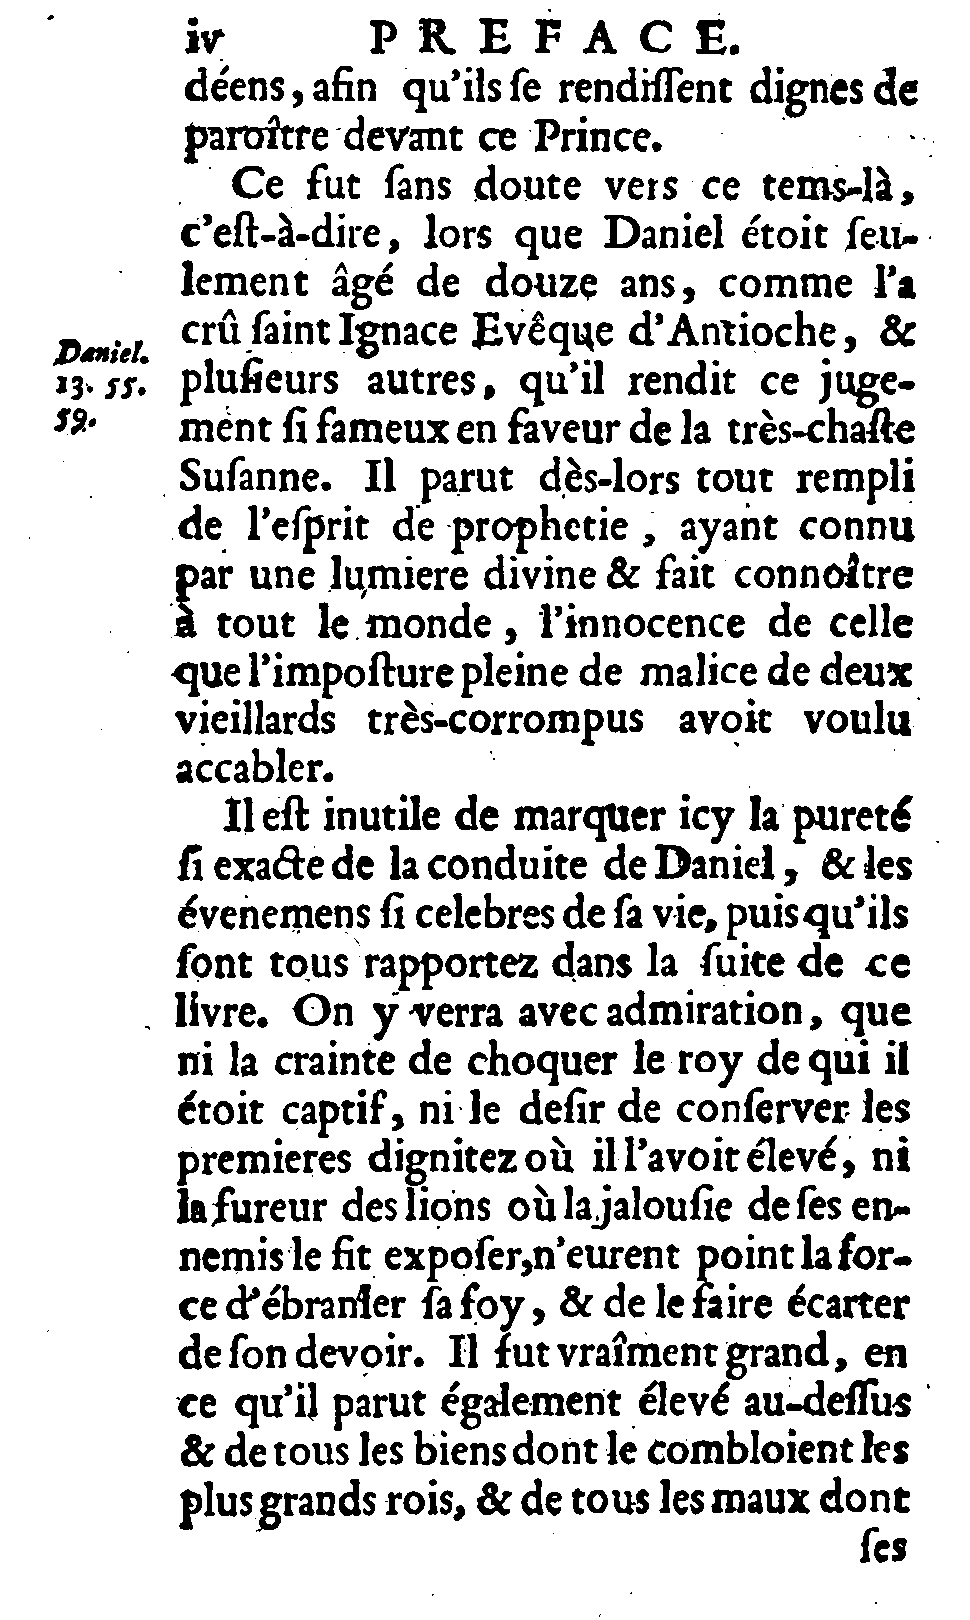 iv PREFACE.
déens, afin qu'ils ſe rendiſſent dignes de
paroître devant ce Prince.
Ce fut ſans doute vers ce tems-là,
c'eſt-à-dire, lors que Daniel étoit ſeu-
lement âgé de douze ans, comme l'a
crû ſaint Ignace Evêque d'Antioche, &
Daniel.
13. 55.
59.
pluſieurs autres, qu'il rendit ce juge-
ment ſi fameux en faveur de la très-chaſte
Suſanne. Il parut dès-lors tout rempli
de l'eſprit de prophetie, ayant connu
par une lumiere divine & fait connoître
à tout le monde, l'innocence de celle
que l'impoſture pleine de malice de deux
vieillards très-corrompus avoit voulu
accabler.
Il eſt inutile de marquer icy la pureté
ſi exacte de la conduite de Daniel, & les
évenemens ſi celebres de ſa vie, puisqu'ils
ſont tous rapportez dans la ſuite de ce
livre. On y verra avec admiration, que
ni la crainte de choquer le roy de qui il
étoit captif, ni le deſir de conſerver les
premieres dignitez où il l'avoit élevé, ni
la fureur des lions où la jalouſie de ſes en-
nemis le fit expoſer, n'eurent point la for-
ce d'ébranler ſa foy, & de le faire écarter
de ſon devoir. Il fut vraîment grand, en
ce qu'il parut également élevé au-deſſus
& de tous les biens dont le combloient les
plus grands rois, & de tous les maux dont
ſes